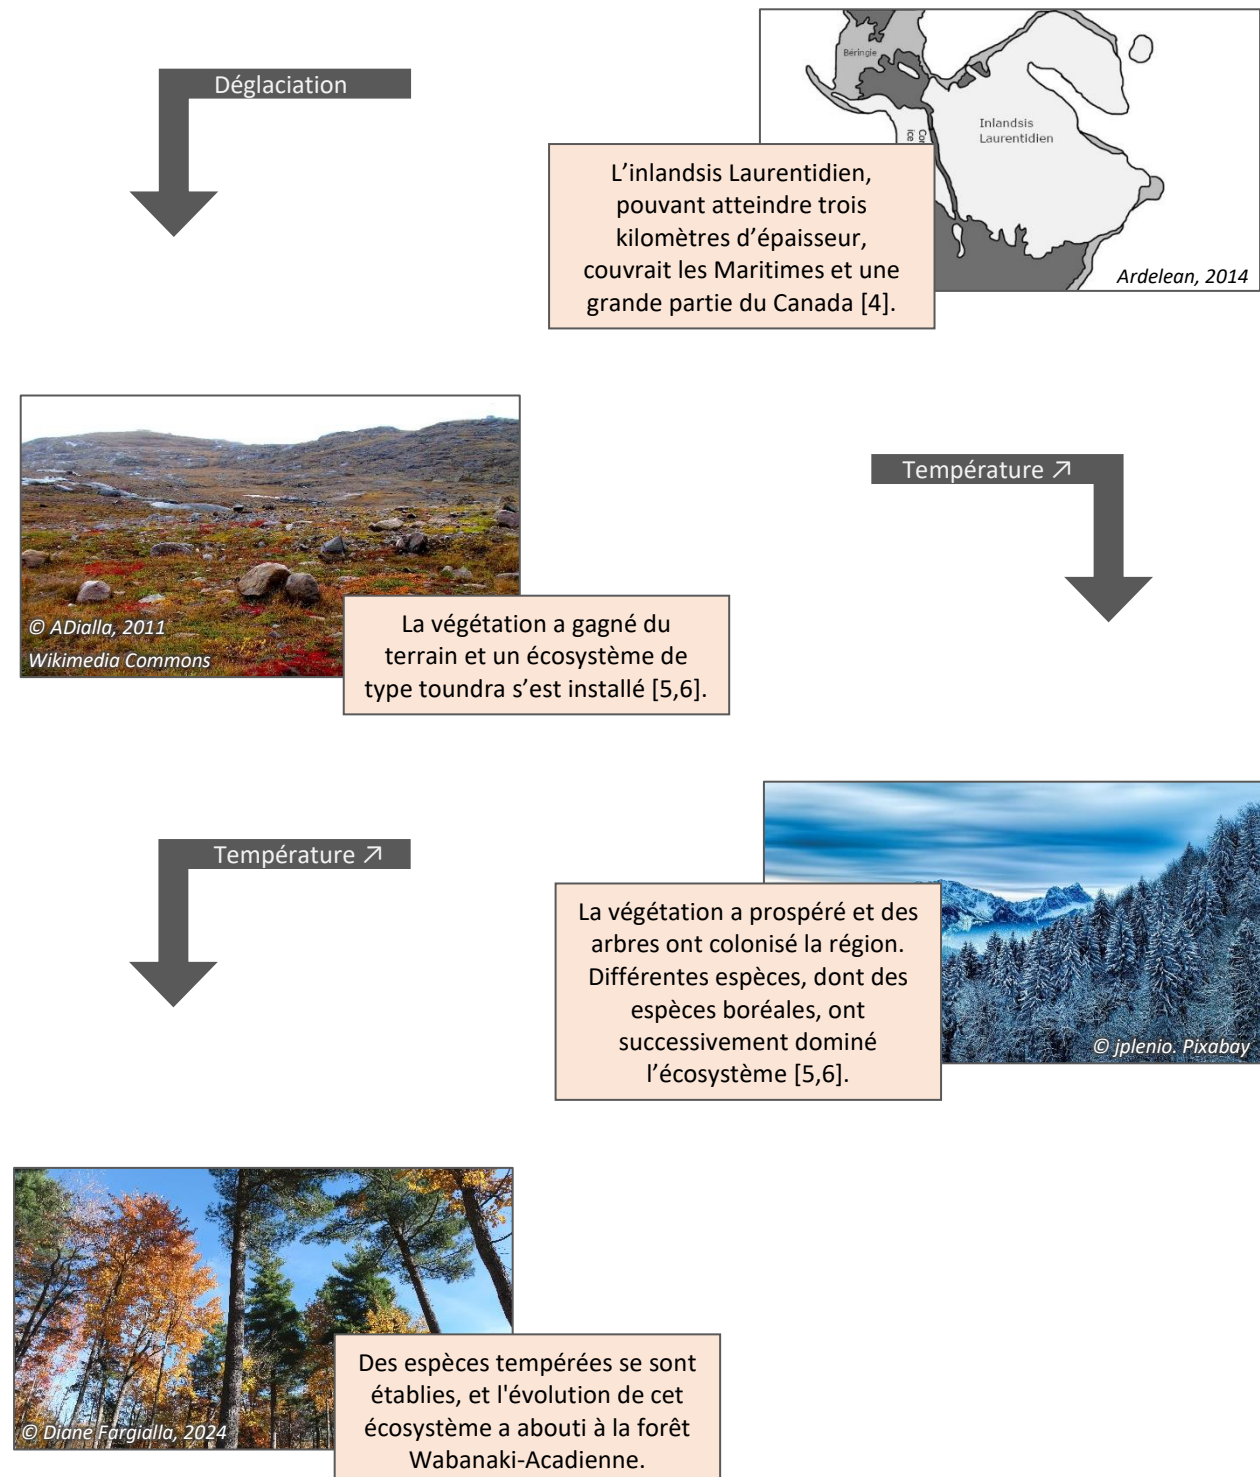 Béringie
Déglaciation
Inlandsis
Laurentidien
L’inlandsis Laurentidien,
pouvant atteindre trois
kilomètres d’épaisseur,
couvrait les Maritimes et une
grande partie du Canada [4].
Ardelean, 2014
Température ↗
© ADialla, 2011
Wikimedia Commons
La végétation a gagné du
terrain et un écosystème de
type toundra s’est installé [5,6].
Température ↗
La végétation a prospéré et des
arbres ont colonisé la région.
Différentes espèces, dont des
espèces boréales, ont
successivement dominé
l’écosystème [5,6].
© jplenio. Pixabay
© Diane Fargialla, 2024
Des espèces tempérées se sont
établies, et l'évolution de cet
écosystème a abouti à la forêt
Wabanaki-Acadienne.